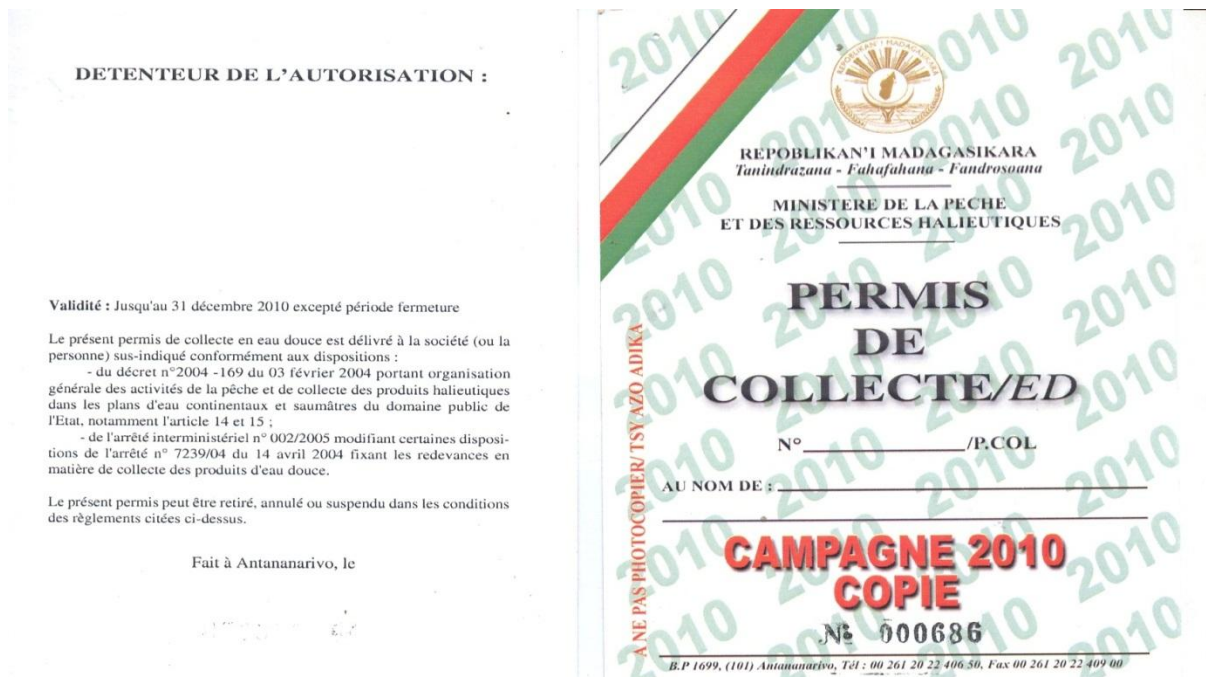 DETENTEUR DE L'AUTORISATION :
Validité : Jusqu'au 31 décembre 2010 excepté période fermeture
Le présent permis de collecte en eau douce est délivré à la société (ou la
personne) sus-indiqué conformément aux dispositions :
- du décret n°2004 -169 du 03 février 2004 portant organisation
générale des activités de la pêche et de collecte des produits halieutiques
dans les plans d'eau continentaux et saumâtres du domaine public de
l'Etat, notamment l'article 14 et 15 ;
- de l'arrêté interministériel n° 002/2005 modifiant certaines disposi-
tions de l'arrêté n° 7239/04 du 14 avril 2004 fixant les redevances en
matière de collecte des produits d'eau douce.
Le présent permis peut être retiré, annulé ou suspendu dans les conditions
des règlements citées ci-dessus.
Fait à Antananarivo, le
REPOBLIKAN'I MADAGASIKARA
REPOBLIKAN'I MADAGASIKARA
Tanindrazana - Fahafahana - Fandrosoana
MINISTERE DE LA PECHE
ET DES RESSOURCES HALIEUTIQUES
PERMIS
DE
COLLECTE/ED
N°_____________/P.COL
AU NOM DE :
CAMPAGNE 2010
COPIE
№ 000686
B.P 1699, (101) Antananarivo, Tél : 00 261 20 22 406 50, Fax 00 261 20 22 409 00
A NE PAS PHOTOCOPIER/ TSY AZO ADIKA
2010